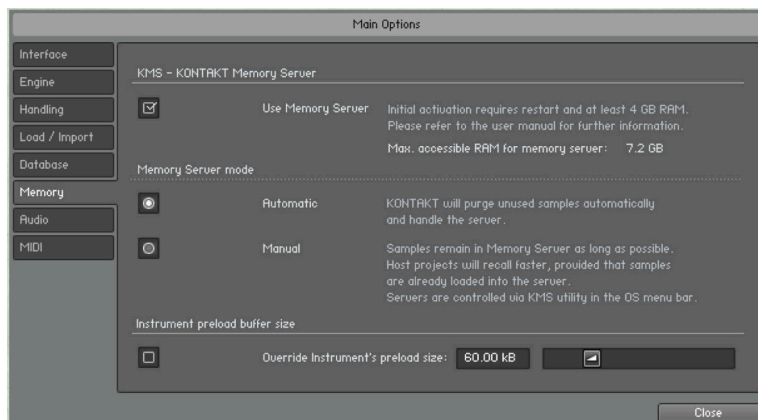 Main Options
Interface
Engine
Handling
Load / Import
Database
Memory
Audio
MIDI
KMS - KONTAKT Memory Server
Use Memory Server
Initial activation requires restart and at least 4 GB RAM.
Please refer to the user manual for further information.
Max. accessible RAM for memory server: 7.2 GB
Memory Server mode
Automatic
KONTAKT will purge unused samples automatically
and handle the server.
Manual
Samples remain in Memory Server as long as possible.
Host projects will recall faster, provided that samples
are already loaded into the server.
Servers are controlled via KMS utility in the OS menu bar.
Instrument preload buffer size
Override Instrument's preload size: 60.00 kB
Close